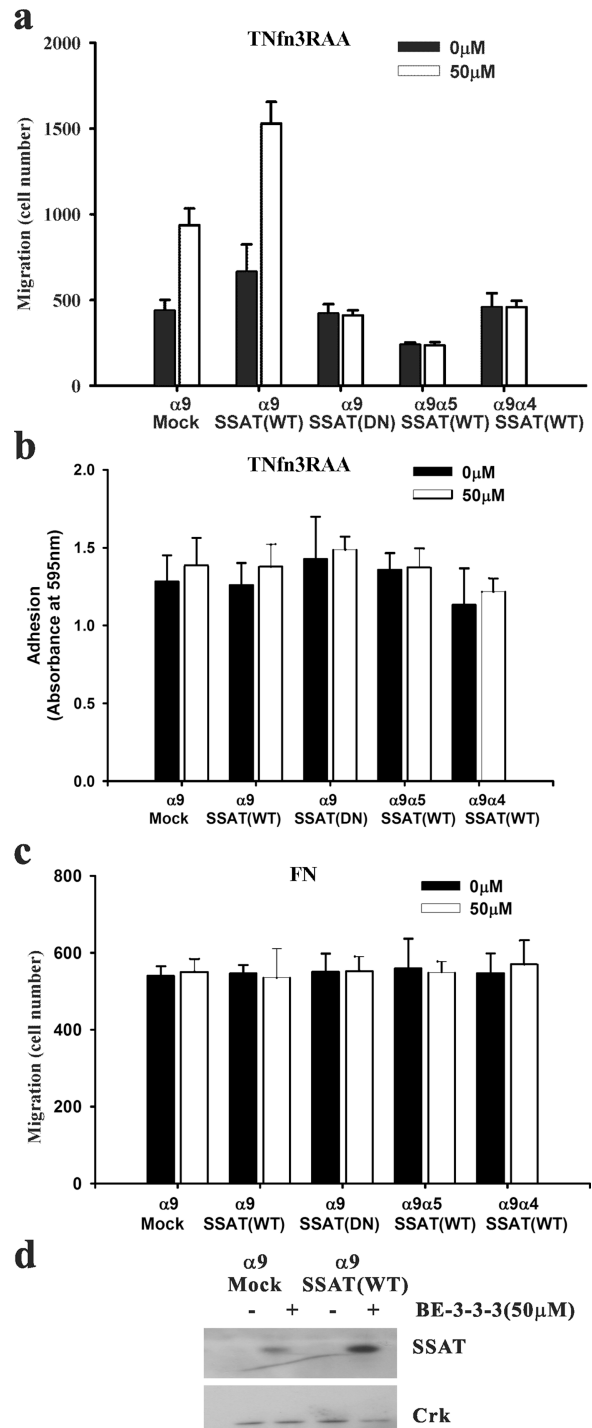 a
TNfn3RAA
0μM
50μM
Migration (cell number)
2000
1500
1000
500
0
α9 α9 α9 α9α5 α9α4
Mock SSAT(WT) SSAT(DN) SSAT(WT) SSAT(WT)
b
TNfn3RAA
0μM
50μM
Adhesion
(Absorbance at 595nm)
2.0
1.5
1.0
0.5
0.0
α9 α9 α9 α9α5 α9α4
Mock SSAT(WT) SSAT(DN) SSAT(WT) SSAT(WT)
c
FN
0μM
50μM
Migration (cell number)
800
600
400
200
0
α9 α9 α9 α9α5 α9α4
Mock SSAT(WT) SSAT(DN) SSAT(WT) SSAT(WT)
d
α9 α9
Mock SSAT(WT)
- + - + BE-3-3-3(50μM)
SSAT
Crk